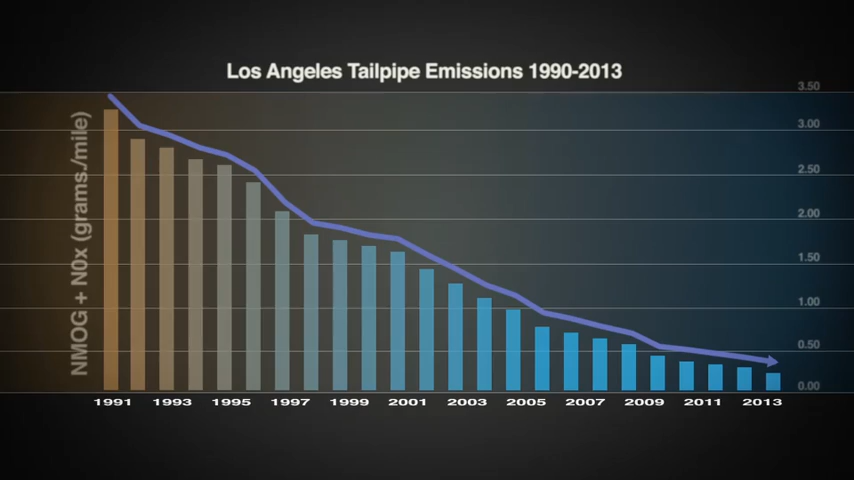 Los Angeles Tailpipe Emissions 1990-2013
NMOG + N0x (grams./mile)
3.50
3.00
2.50
2.00
1.50
1.00
0.50
0.00
1991 1993 1995 1997 1999 2001 2003 2005 2007 2009 2011 2013